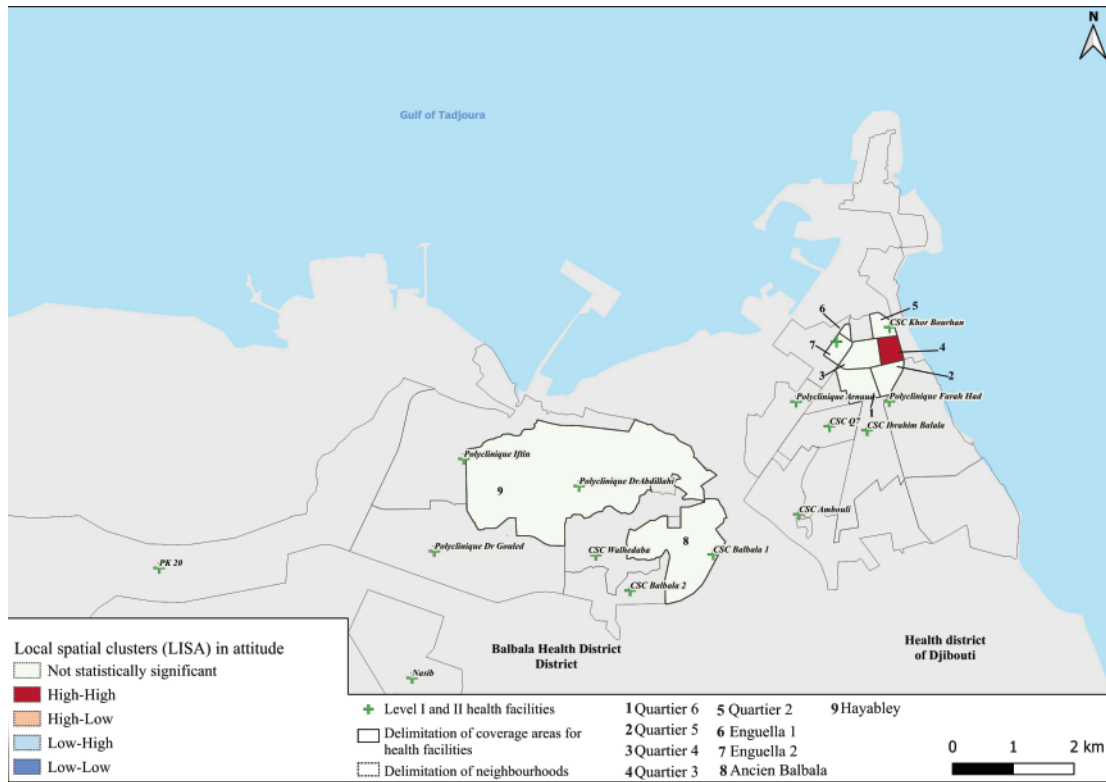 N
Gulf of Tadjoura
5
6
CSC Khor Bourhan
4
7
3
2
Polyclinique Arnaud
Polyclinique Farah Had
1
CSC Q7
CSC Ibrahim Balala
Polyclinique Iftin
Polyclinique DrAbdillahi
9
CSC Ambouli
8
Polyclinique Dr Gouled
CSC Walhedaba
CSC Balbala 1
PK 20
CSC Balbala 2
Balbala Health District
District
Health district
of Djibouti
Nasib
Local spatial clusters (LISA) in attitude
Not statistically significant
High-High
High-Low
Low-High
Low-Low
Level I and II health facilities
Delimitation of coverage areas for
health facilities
Delimitation of neighbourhoods
1 Quartier 6
2 Quartier 5
3 Quartier 4
4 Quartier 3
5 Quartier 2
6 Enguella 1
7 Enguella 2
8 Ancien Balbala
9 Hayabley
0 1 2 km